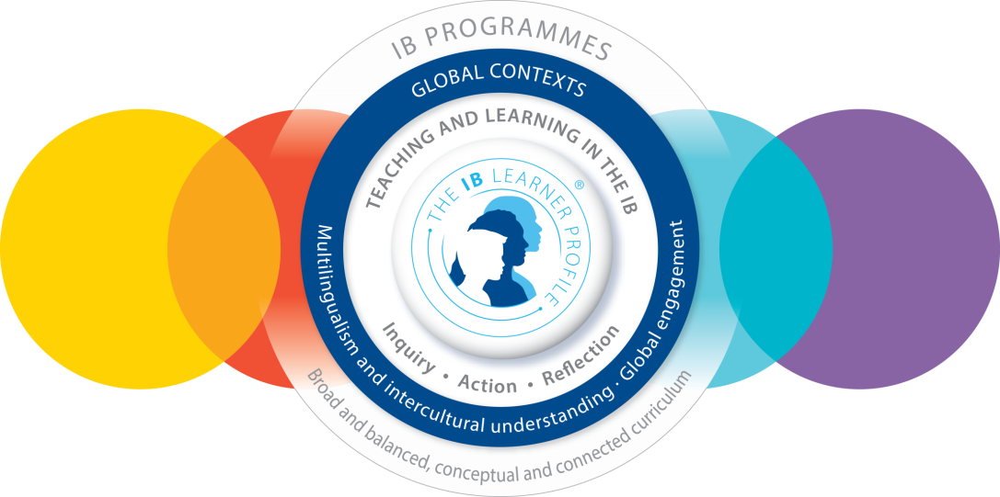 IB PROGRAMMES
GLOBAL CONTEXTS
TEACHING AND LEARNING IN THE IB
THE IB LEARNER PROFILE ®
Inquiry • Action • Reflection
Multilingualism and intercultural understanding · Global engagement
Broad and balanced, conceptual and connected curriculum